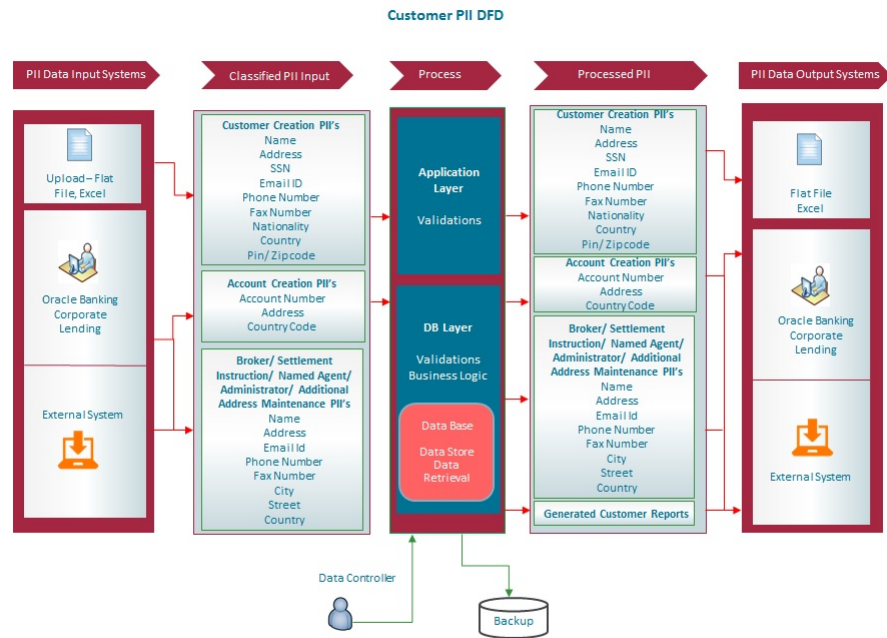 Customer PII DFD
PII Data Input Systems
Classified PII Input
Process
Processed PII
PII Data Output Systems
Upload– Flat
File, Excel
Oracle Banking
Corporate
Lending
External System
Customer Creation PII's
Name
Address
SSN
Email ID
Phone Number
Fax Number
Nationality
Country
Pin/ Zipcode
Account Creation PII's
Account Number
Address
Country Code
Broker/ Settlement
Instruction/ Named Agent/
Administrator/ Additional
Address Maintenance PII's
Name
Address
Email Id
Phone Number
Fax Number
City
Street
Country
Application
Layer
Validations
DB Layer
Validations
Business Logic
Data Base
Data Store
Data
Retrieval
Customer Creation PII's
Name
Address
SSN
Email ID
Phone Number
Fax Number
Nationality
Country
Pin/ Zipcode
Account Creation PII's
Account Number
Address
Country Code
Broker/ Settlement
Instruction/ Named Agent/
Administrator/ Additional
Address Maintenance PII's
Name
Address
Email Id
Phone Number
Fax Number
City
Street
Country
Generated Customer Reports
Flat File
Excel
Oracle Banking
Corporate
Lending
External System
Data Controller
Backup